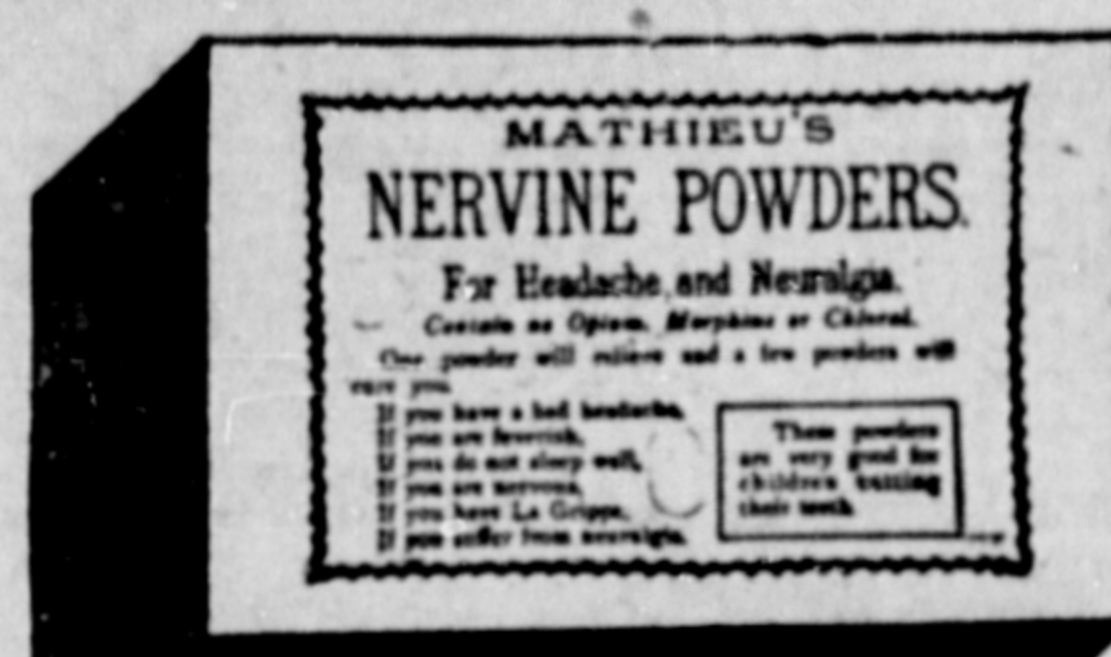 MATHIEU'S
NERVINE POWDERS.
For Headache and Neuralgia.
Contain no Opium, Morphine or Chloral.
One powder will relieve and a few powders will
cure you
If you have a bad headache,
If you are feverish,
If you do not sleep well,
If you are nervous,
If you have La Grippe,
If you suffer from neuralgia.
These powders
are very good for
children cutting
their teeth